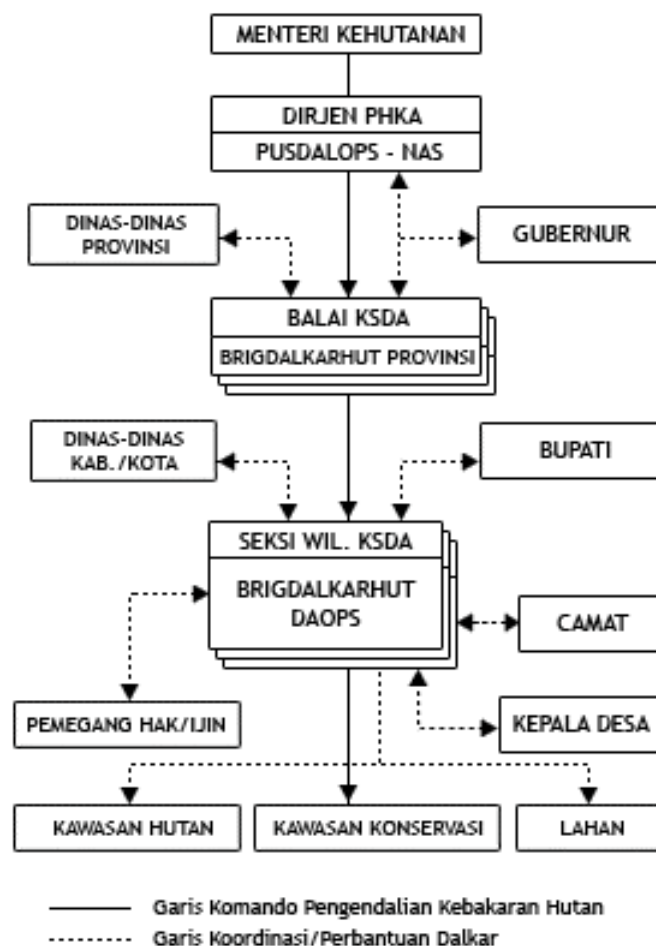 MENTERI KEHUTANAN
DIRJEN PHKA
PUSDALOPS - NAS
DINAS-DINAS
PROVINSI
GUBERNUR
BALAI KSDA
BRIGDALKARHUT PROVINSI
DINAS-DINAS
KAB./KOTA
BUPATI
SEKSI WIL. KSDA
BRIGDALKARHUT
DAOPS
CAMAT
PEMEGANG HAK/IJIN
KEPALA DESA
KAWASAN HUTAN
KAWASAN KONSERVASI
LAHAN
Garis Komando Pengendalian Kebakaran Hutan
Garis Koordinasi/Perbantuan Dalkar